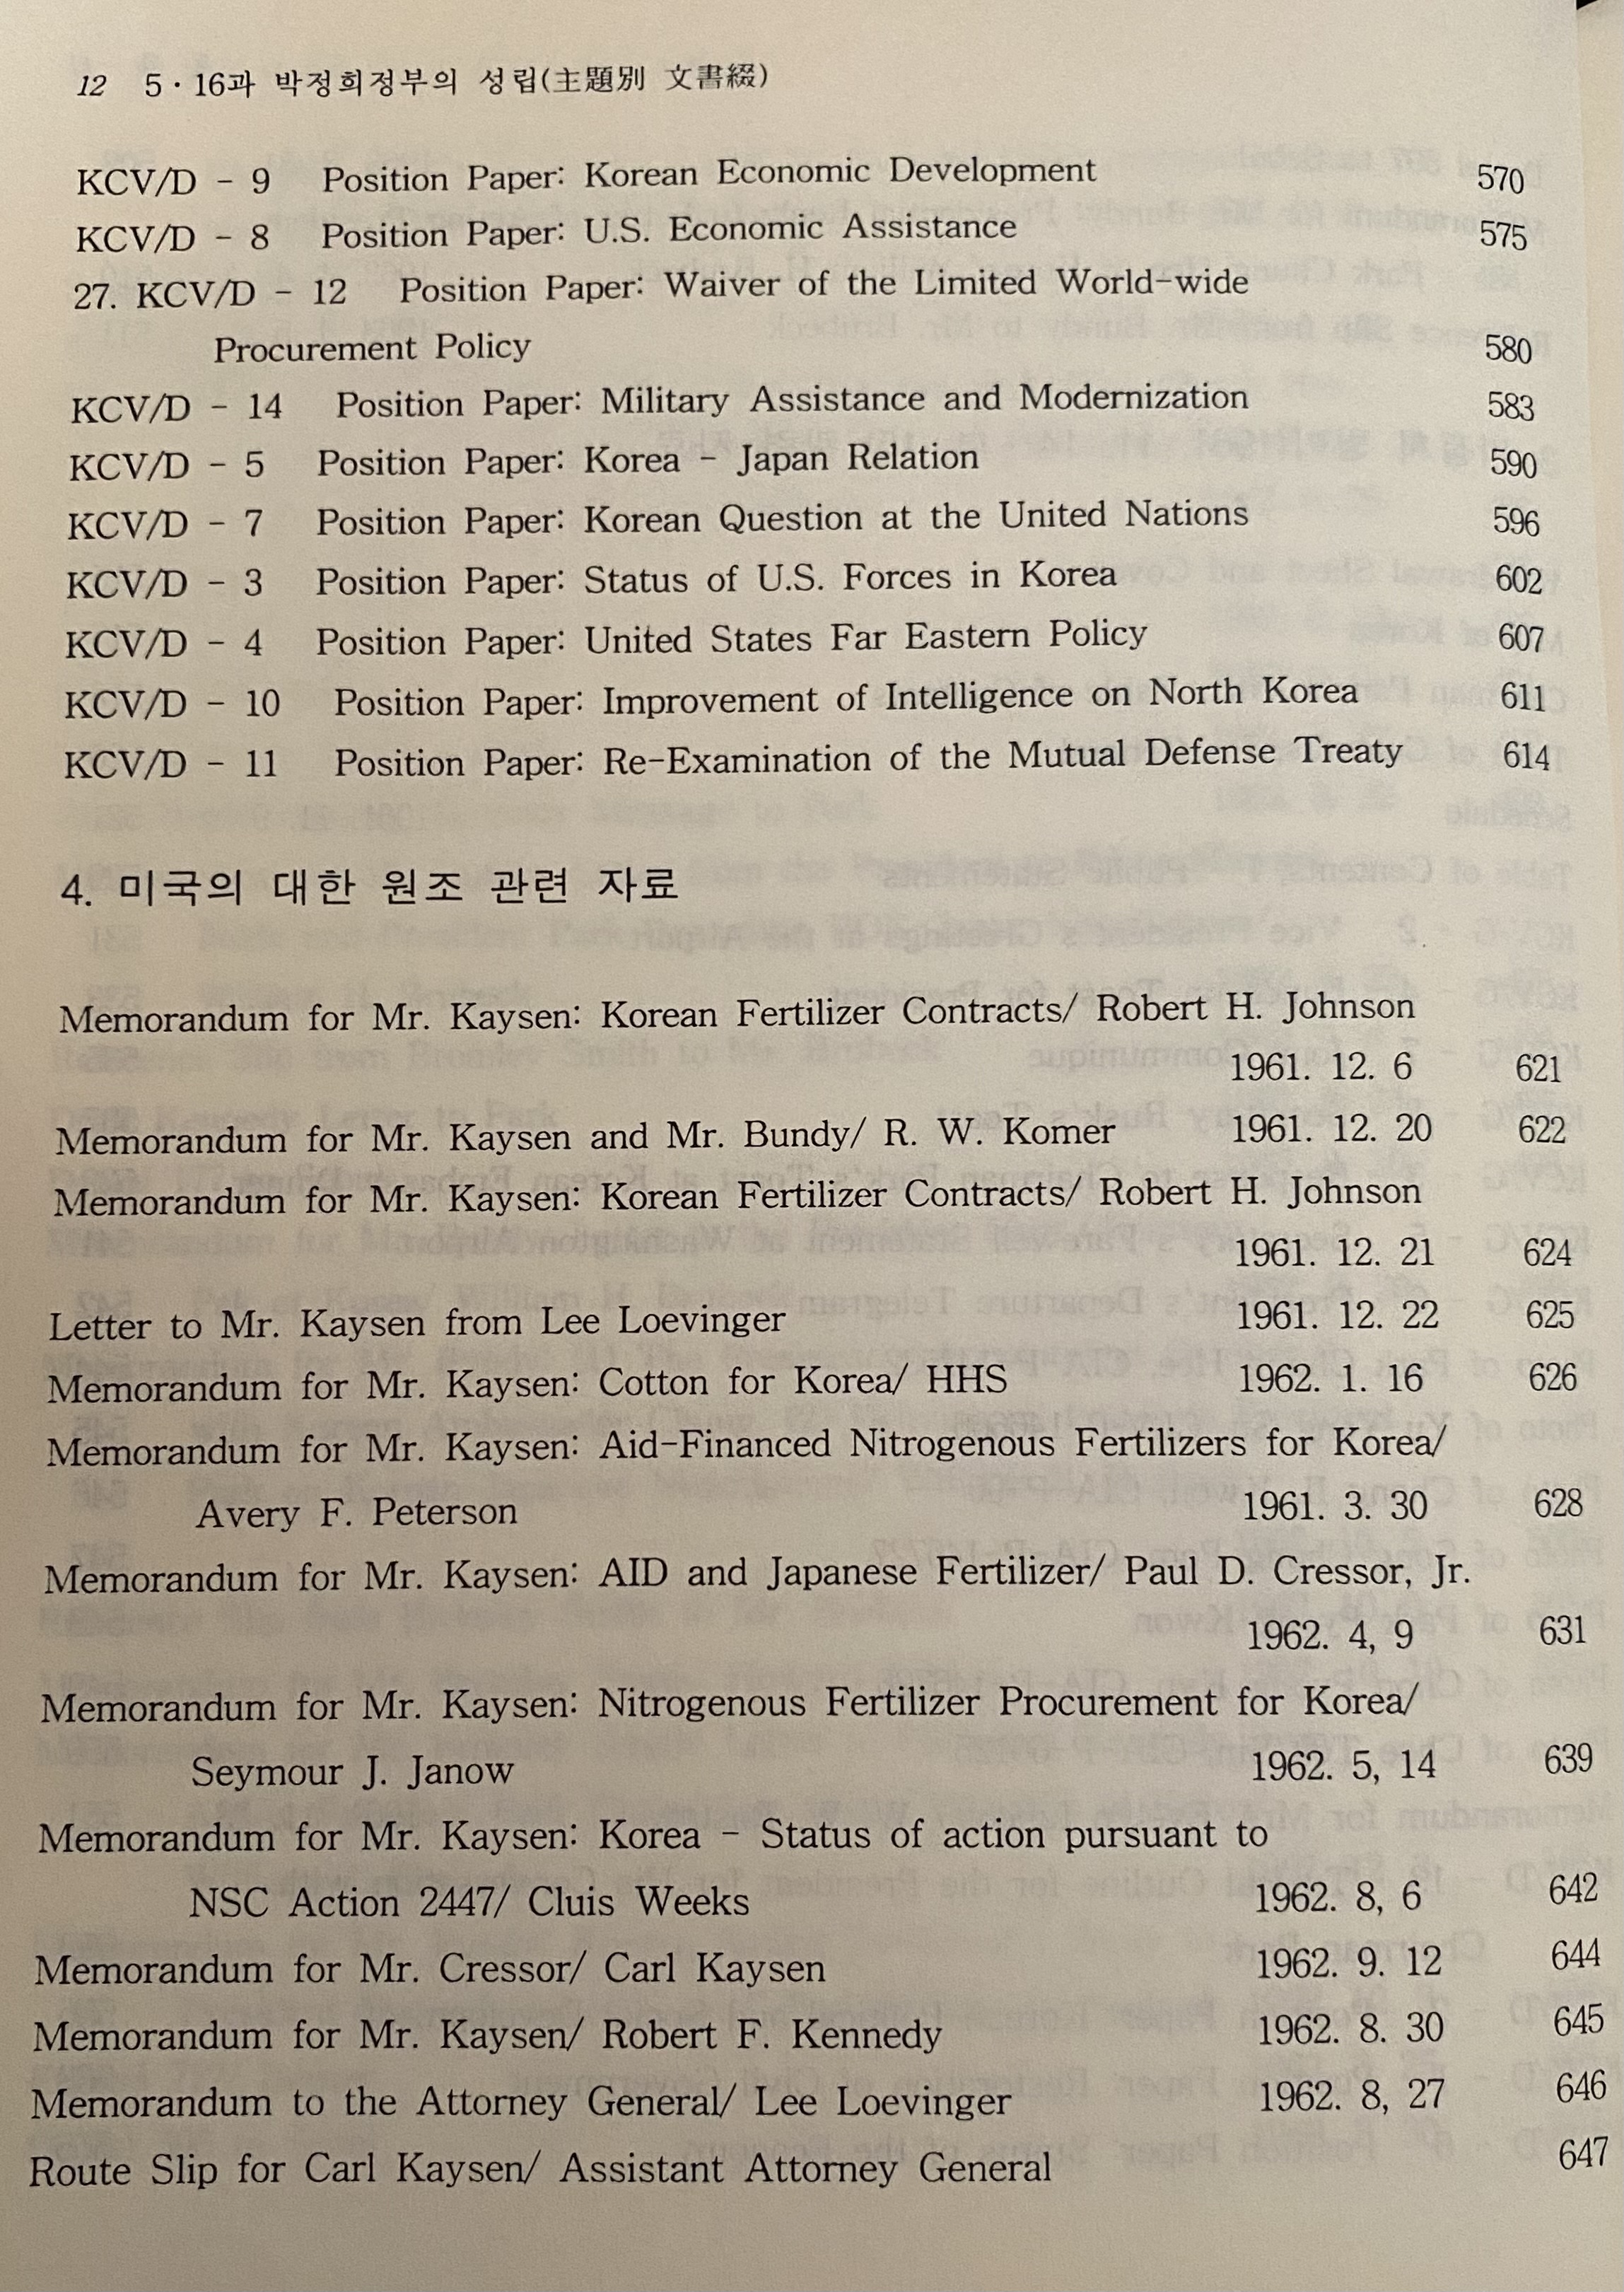 12 5·16과 박정희정부의 성립(主題別 文書綴)
KCV/D - 9 Position Paper: Korean Economic Development 570
KCV/D - 8 Position Paper: U.S. Economic Assistance 575
27. KCV/D - 12 Position Paper: Waiver of the Limited World-wide
Procurement Policy 580
KCV/D - 14 Position Paper: Military Assistance and Modernization 583
KCV/D - 5 Position Paper: Korea - Japan Relation 590
KCV/D - 7 Position Paper: Korean Question at the United Nations 596
KCV/D - 3 Position Paper: Status of U.S. Forces in Korea 602
KCV/D - 4 Position Paper: United States Far Eastern Policy 607
KCV/D - 10 Position Paper: Improvement of Intelligence on North Korea 611
KCV/D - 11 Position Paper: Re-Examination of the Mutual Defense Treaty 614
4. 미국의 대한 원조 관련 자료
Memorandum for Mr. Kaysen: Korean Fertilizer Contracts/ Robert H. Johnson
1961. 12. 6 621
Memorandum for Mr. Kaysen and Mr. Bundy/ R. W. Komer 1961. 12. 20 622
Memorandum for Mr. Kaysen: Korean Fertilizer Contracts/ Robert H. Johnson
1961. 12. 21 624
Letter to Mr. Kaysen from Lee Loevinger 1961. 12. 22 625
Memorandum for Mr. Kaysen: Cotton for Korea/ HHS 1962. 1. 16 626
Memorandum for Mr. Kaysen: Aid-Financed Nitrogenous Fertilizers for Korea/
Avery F. Peterson 1961. 3. 30 628
Memorandum for Mr. Kaysen: AID and Japanese Fertilizer/ Paul D. Cressor, Jr.
1962. 4, 9 631
Memorandum for Mr. Kaysen: Nitrogenous Fertilizer Procurement for Korea/
Seymour J. Janow 1962. 5, 14 639
Memorandum for Mr. Kaysen: Korea - Status of action pursuant to
NSC Action 2447/ Cluis Weeks 1962. 8, 6 642
Memorandum for Mr. Cressor/ Carl Kaysen 1962. 9. 12 644
Memorandum for Mr. Kaysen/ Robert F. Kennedy 1962. 8. 30 645
Memorandum to the Attorney General/ Lee Loevinger 1962. 8, 27 646
Route Slip for Carl Kaysen/ Assistant Attorney General 647